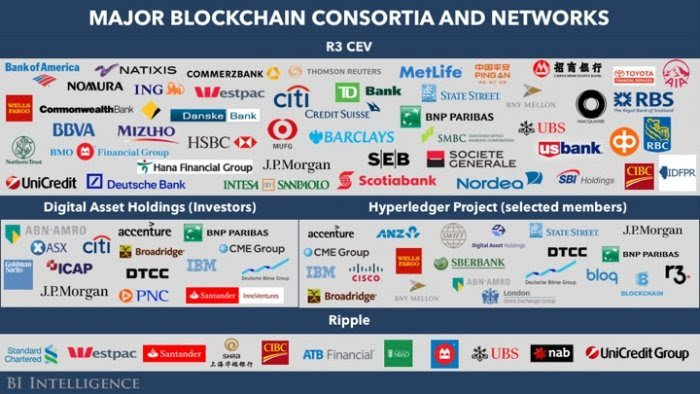 MAJOR BLOCKCHAIN CONSORTIA AND NETWORKS
R3 CEV
Bank of America
NATIXIS
COMMERZBANK
THOMSON REUTERS
MetLife
中国平安
PING AN
招商银行
CHINA MERCHANTS BANK
TOYOTA
FINANCIAL SERVICES
AIA
NOMURA
ING
Westpac
citi
TD Bank
STATE STREET
BNY MELLON
MACQUARIE
RBS
The Royal Bank of Scotland
WELLS
FARGO
CommonwealthBank
Danske Bank
CREDIT SUISSE
BNP PARIBAS
BBVA
MIZUHO
HSBC
MUFG
BARCLAYS
SMBC
UBS
usbank
RBC
Northern Trust
BMO Financial Group
Hana Financial Group
J.P.Morgan
SEB
SOCIETE
GENERALE
UniCredit
Deutsche Bank
INTESA SANPAOLO
Scotiabank
Nordea
SBI Holdings
CIBC
IDFPR
Digital Asset Holdings (Investors)
ABN·AMRO
accenture
BNP PARIBAS
ASX
citi
Broadridge
CME Group
Goldman
Sachs
ICAP
DTCC
IBM
Deutsche Börse Group
J.P.Morgan
PNC
Santander
InnoVentures
Hyperledger Project (selected members)
accenture
ANZ
SWIFT
Digital Asset Holdings
STATE STREET
J.P.Morgan
CME Group
WELLS
FARGO
SBERBANK
DTCC
BNP PARIBAS
IBM
CISCO
ABN·AMRO
Deutsche Börse Group
bloq
r3
Broadridge
BNY MELLON
London
Stock Exchange Group
BLOCKCHAIN
Ripple
Standard
Chartered
Westpac
Santander
SHRB
上海华瑞银行
CIBC
ATB Financial
NBAD
UBS
nab
UniCredit Group
BI INTELLIGENCE